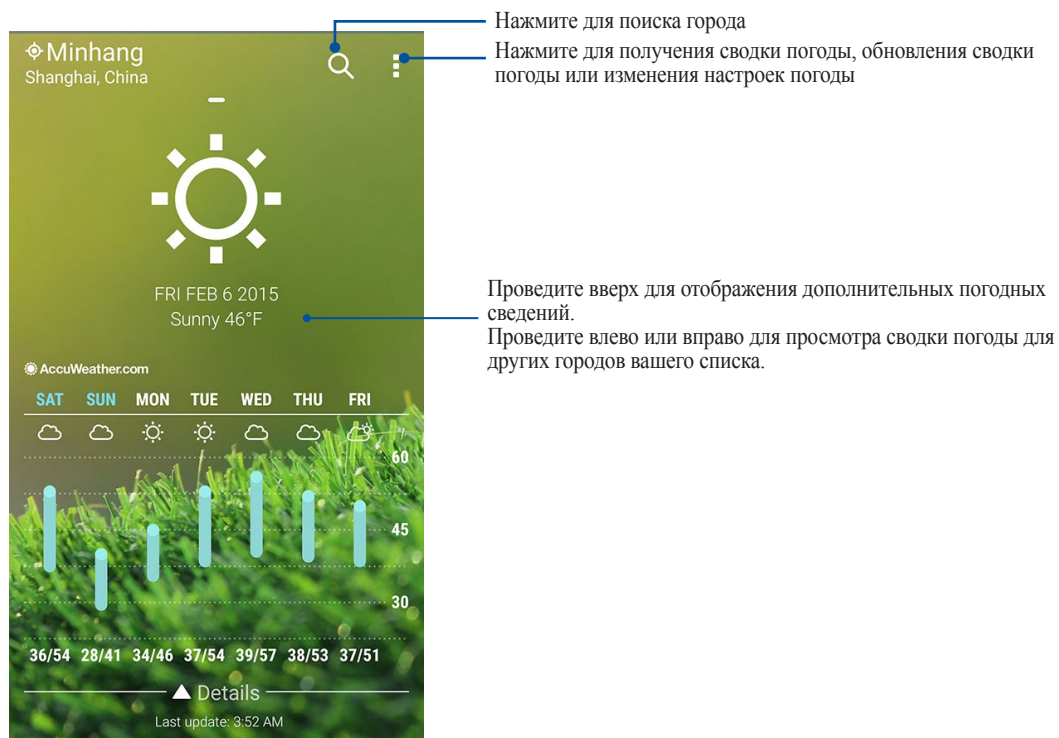 Нажмите для поиска города
Нажмите для получения сводки погоды, обновления сводки
погоды или изменения настроек погоды
Minhang
Shanghai, China
FRI FEB 6 2015
Sunny 46°F
Проведите вверх для отображения дополнительных погодных
сведений.
Проведите влево или вправо для просмотра сводки погоды для
других городов вашего списка.
AccuWeather.com
SAT SUN MON TUE WED THU FRI
60
45
30
36/54 28/41 34/46 37/54 39/57 38/53 37/51
Details
Last update: 3:52 AM